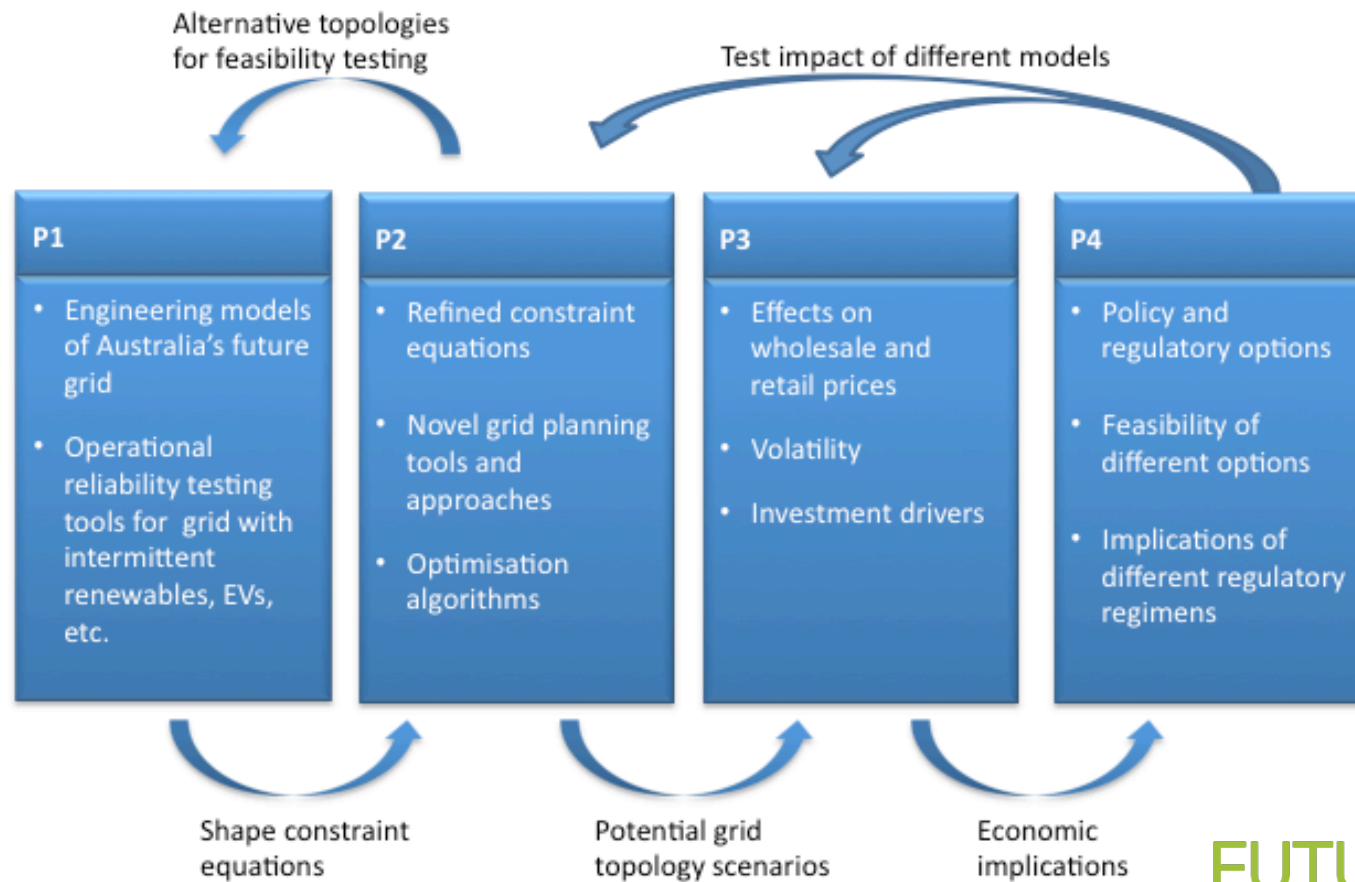 Alternative topologies
for feasibility testing
Test impact of different models
P1
• Engineering models
of Australia's future
grid
• Operational
reliability testing
tools for grid with
intermittent
renewables, EVs,
etc.
P2
• Refined constraint
equations
• Novel grid planning
tools and
approaches
• Optimisation
algorithms
P3
• Effects on
wholesale and
retail prices
• Volatility
• Investment drivers
P4
• Policy and
regulatory options
• Feasibility of
different options
• Implications of
different regulatory
regimens
Shape constraint
equations
Potential grid
topology scenarios
Economic
implications